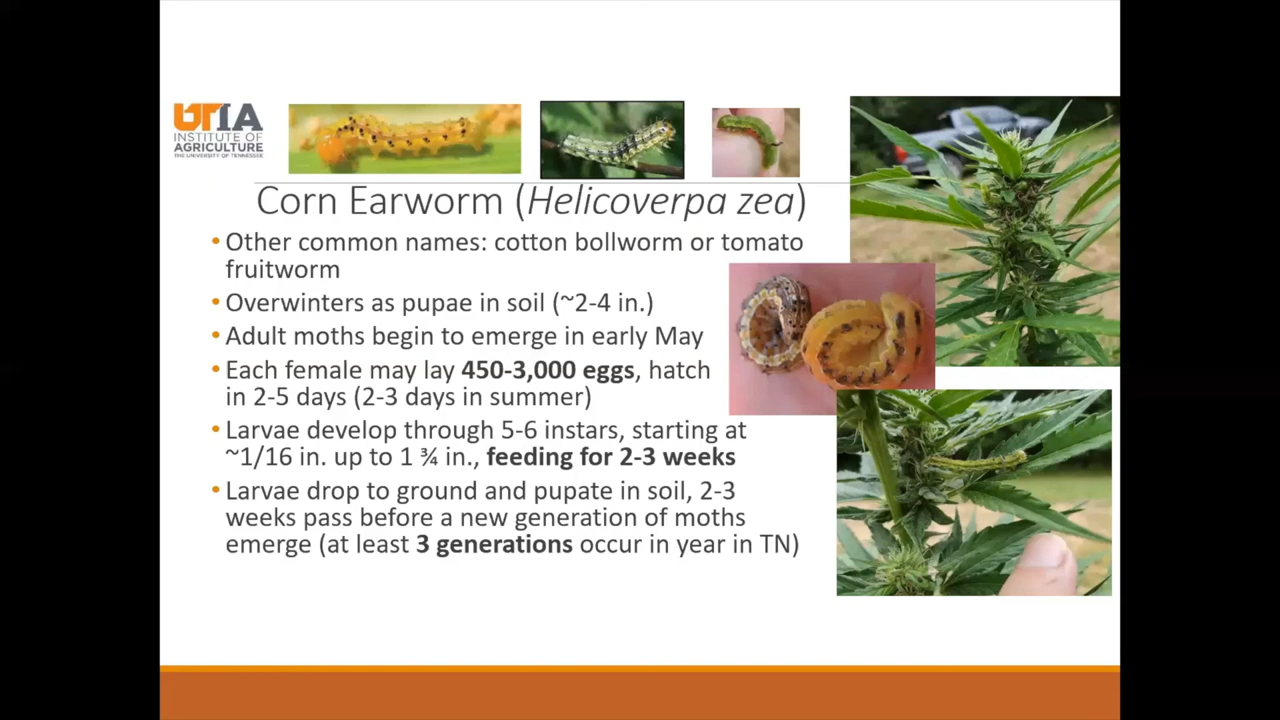 UTIA
INSTITUTE OF
AGRICULTURE
THE UNIVERSITY OF TENNESSEE
Corn Earworm (Helicoverpa zea)
• Other common names: cotton bollworm or tomato
fruitworm
• Overwinters as pupae in soil (~2-4 in.)
• Adult moths begin to emerge in early May
• Each female may lay 450-3,000 eggs, hatch
in 2-5 days (2-3 days in summer)
• Larvae develop through 5-6 instars, starting at
~1/16 in. up to 1 ¾ in., feeding for 2-3 weeks
• Larvae drop to ground and pupate in soil, 2-3
weeks pass before a new generation of moths
emerge (at least 3 generations occur in year in TN)